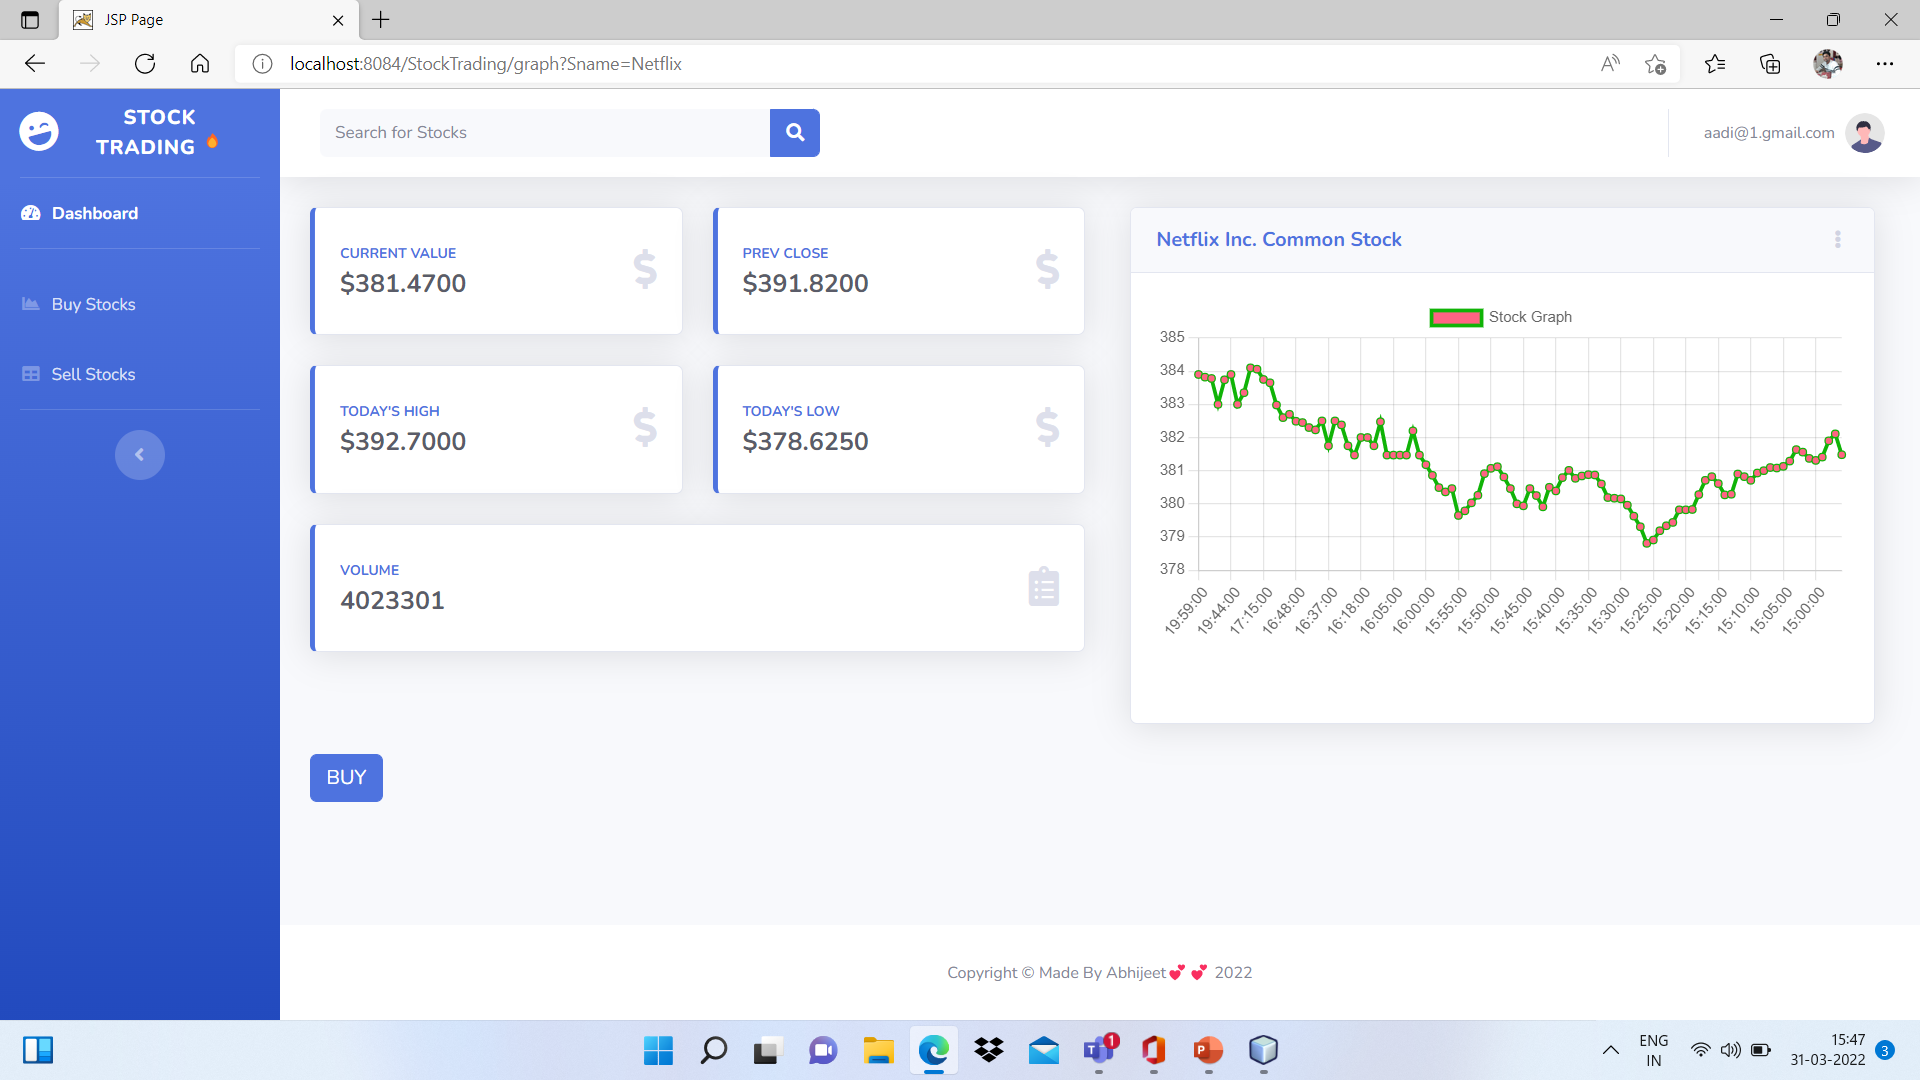 JSP Page
localhost:8084/StockTrading/graph?Sname=Netflix
STOCK
TRADING
Search for Stocks
aadi@1.gmail.com
Dashboard
Buy Stocks
Sell Stocks
CURRENT VALUE
$381.4700
PREV CLOSE
$391.8200
TODAY'S HIGH
$392.7000
TODAY'S LOW
$378.6250
VOLUME
4023301
BUY
Netflix Inc. Common Stock
Stock Graph
385
384
383
382
381
380
379
378
19:59:00
19:44:00
17:15:00
16:48:00
16:37:00
16:18:00
16:05:00
16:00:00
15:55:00
15:50:00
15:45:00
15:40:00
15:35:00
15:30:00
15:25:00
15:20:00
15:15:00
15:10:00
15:05:00
15:00:00
Copyright © Made By Abhijeet💕 💕 2022
1
ENG
IN
15:47
31-03-2022
3